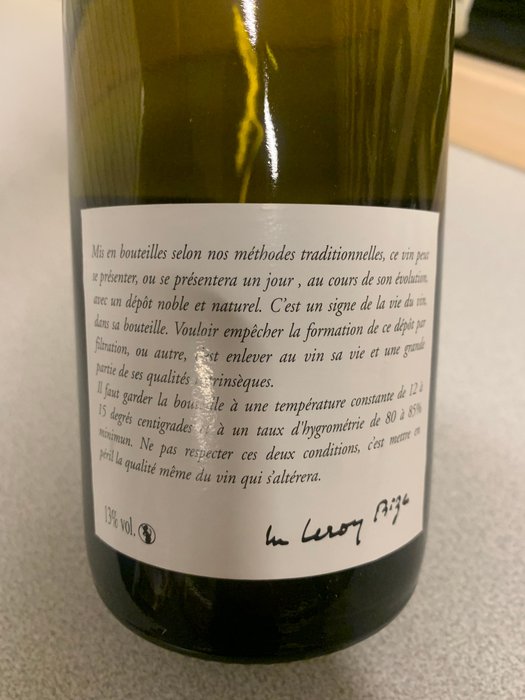 Mis en bouteilles selon nos méthodes traditionnelles, ce vin peut
se présenter, ou se présentera un jour , au cours de son évolution,
avec un dépôt noble et naturel. C'est un signe de la vie du vin,
dans sa bouteille. Vouloir empêcher la formation de ce dépôt par
filtration, ou autre, c'est enlever au vin sa vie et une grande
partie de ses qualités intrinsèques.
Il faut garder la bouteille à une température constante de 12 à
15 degrés centigrades et à un taux d'hygrométrie de 80 à 85%
minimun. Ne pas respecter ces deux conditions, c'est mettre en
péril la qualité même du vin qui s'altérera.
13% vol.
Leroy Bize